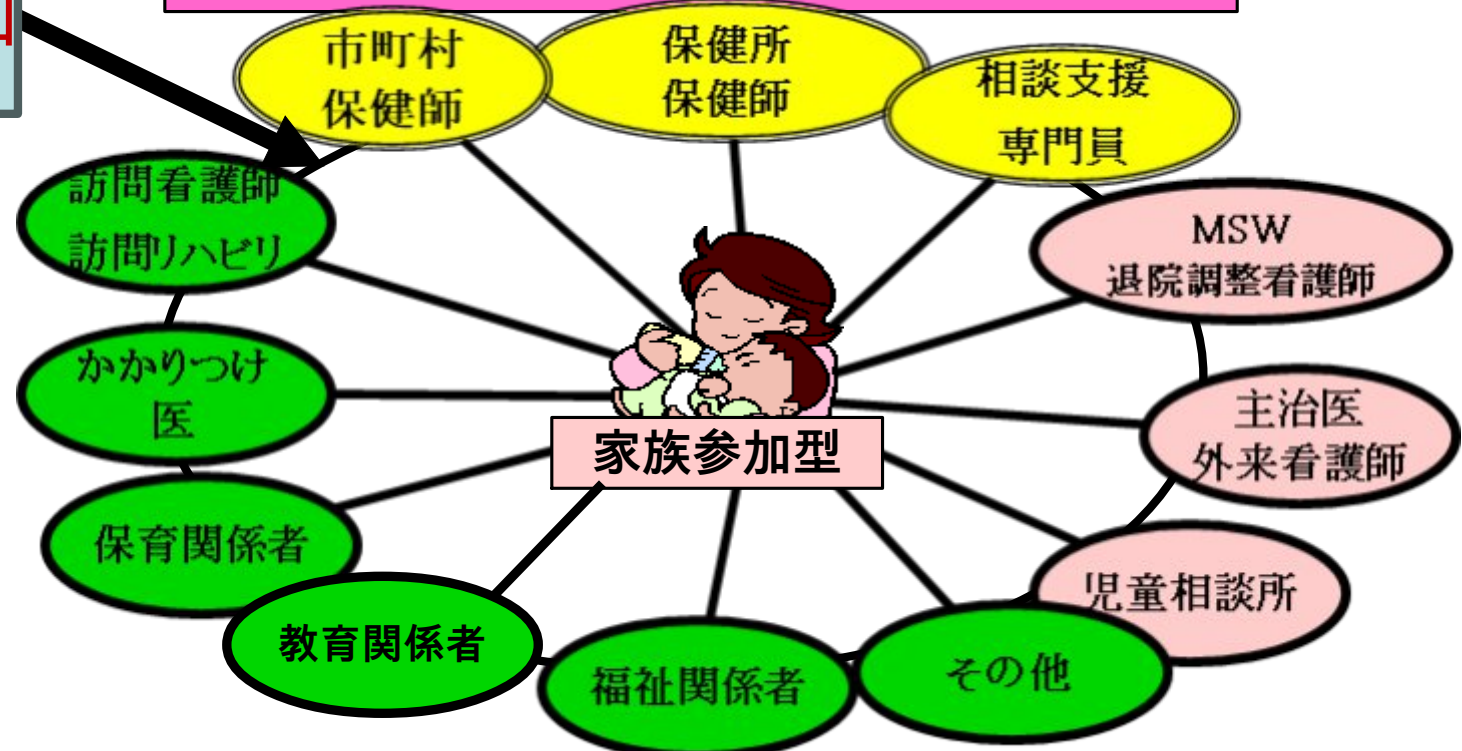 市町村
保健師
保健所
保健師
相談支援
専門員
訪問看護師
訪問リハビリ
MSW
退院調整看護師
かかりつけ
医
主治医
外来看護師
家族参加型
保育関係者
児童相談所
教育関係者
福祉関係者
その他